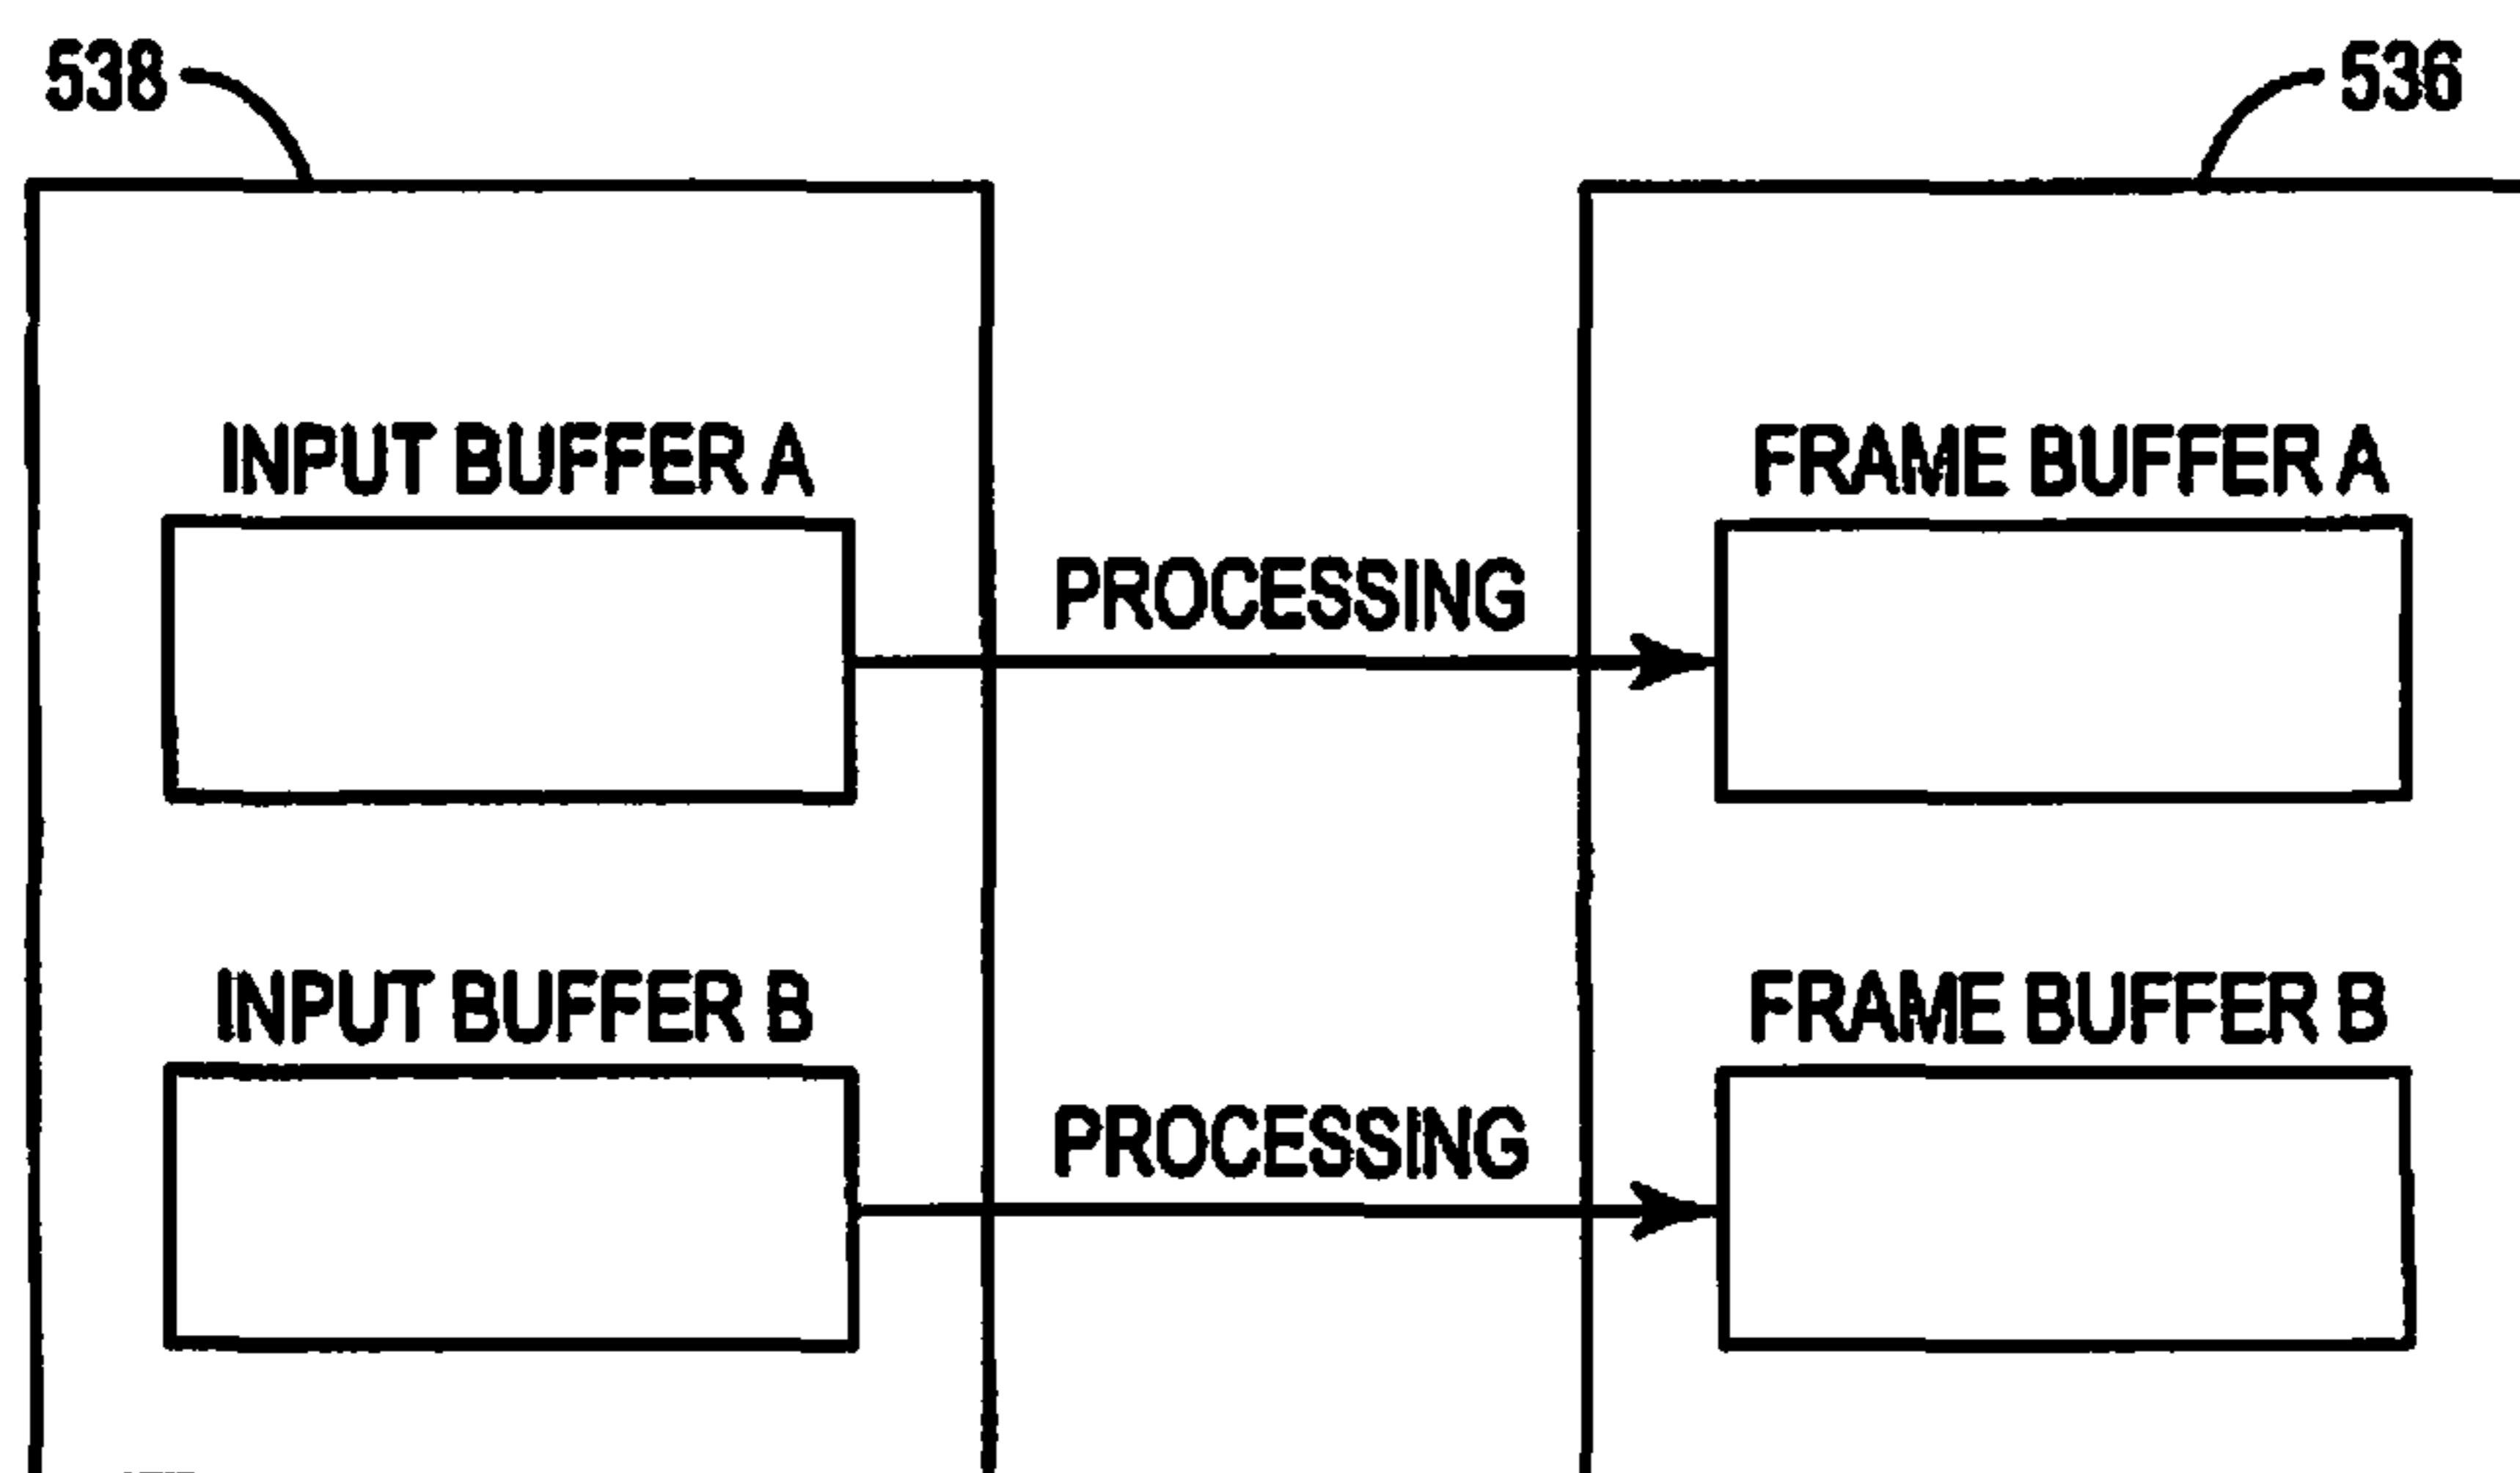 538
536
INPUT BUFFER A
FRAME BUFFER A
PROCESSING
INPUT BUFFER B
FRAME BUFFER B
PROCESSING